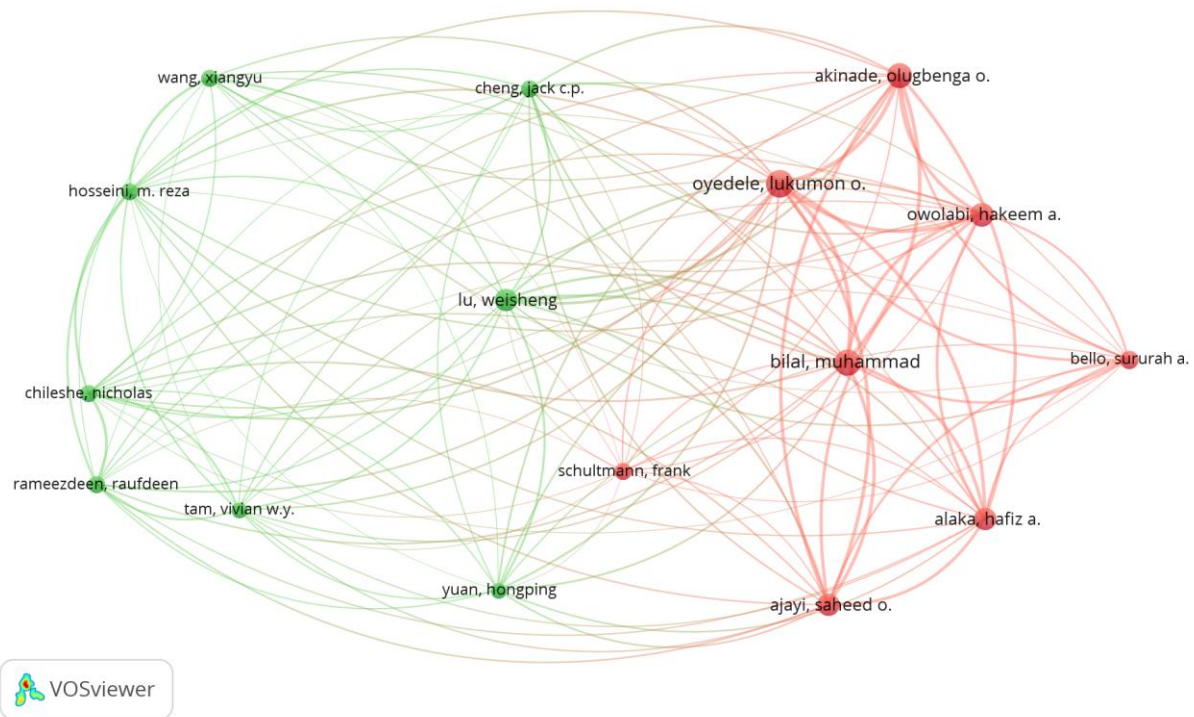 akinade, olugbenga o.
wang, xiangyu
cheng, jack c.p.
oyedele, lukumon o.
hosseini, m. reza
owolabi, hakeem a.
lu, weisheng
bilal, muhammad
bello, sururah a.
chileshe, nicholas
schultmann, frank
rameezdeen, raufdeen
tam, vivian w.y.
alaka, hafiz a.
yuan, hongping
ajayi, saheed o.
VOSviewer